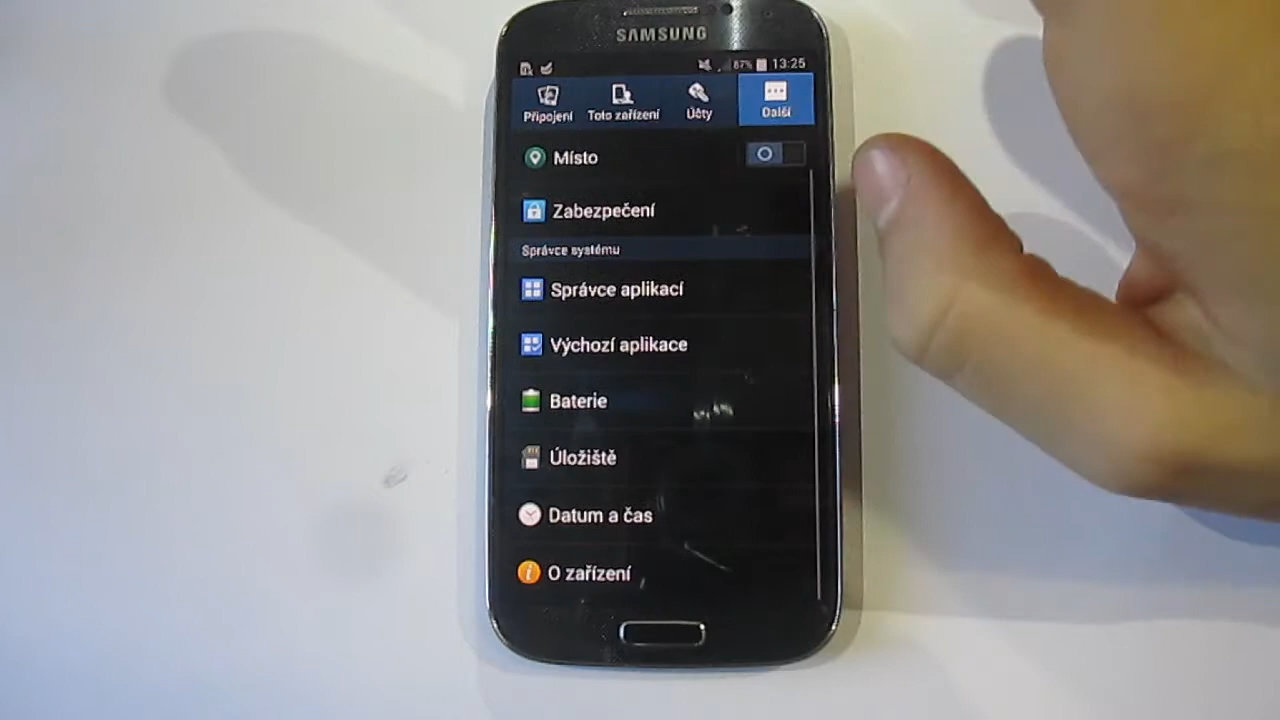 SAMSUNG
87% 13:25
Připojení Toto zařízení Účty Další
Místo
Zabezpečení
Správce systému
Správce aplikací
Výchozí aplikace
Baterie
Úložiště
Datum a čas
O zařízení